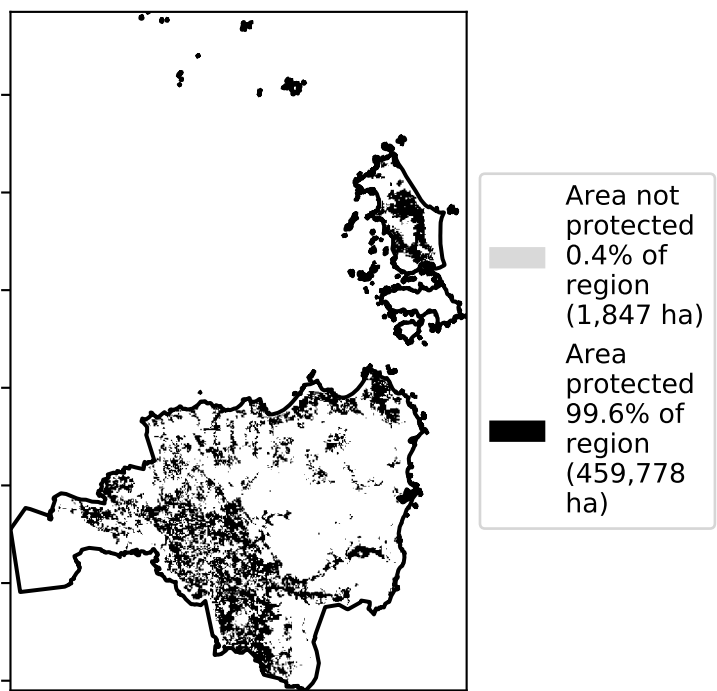 Area not
protected
0.4% of
region
(1,847 ha)
Area
protected
99.6% of
region
(459,778
ha)